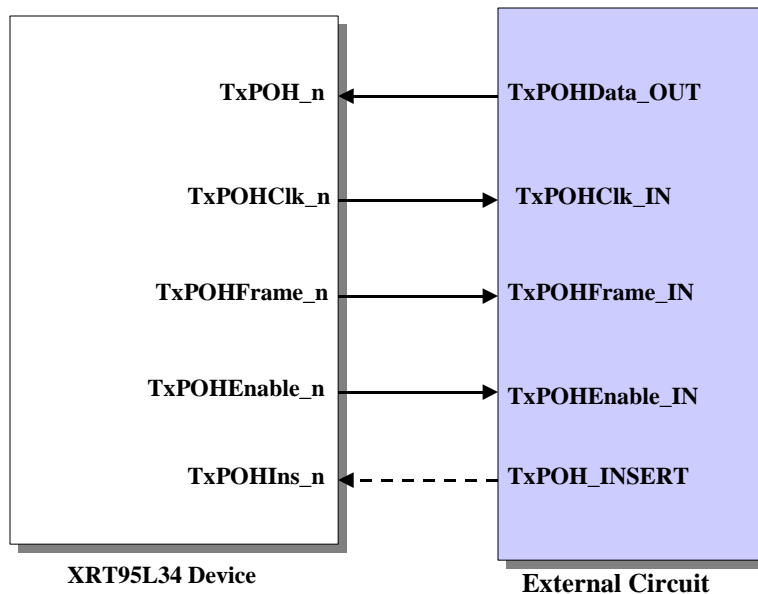 TxPOH_n
TxPOHData_OUT
TxPOHClk_n
TxPOHClk_IN
TxPOHFrame_n
TxPOHFrame_IN
TxPOHEnable_n
TxPOHEnable_IN
TxPOHIns_n
TxPOH_INSERT
XRT95L34 Device
External Circuit